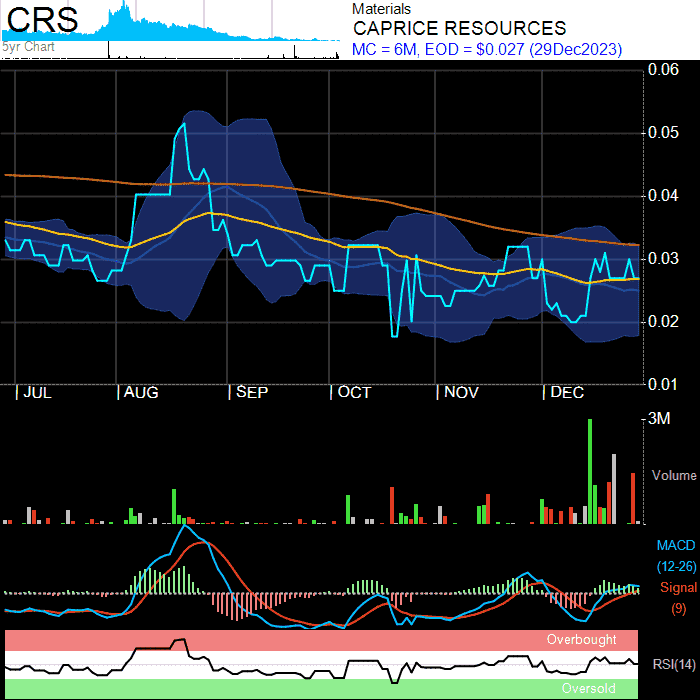 CRS
5yr Chart
Materials
CAPRICE RESOURCES
MC = 6M, EOD = $0.027 (29Dec2023)
0.06
0.05
0.04
0.03
0.02
0.01
JUL AUG SEP OCT NOV DEC
3M
Volume
MACD
(12-26)
Signal
(9)
Overbought
RSI(14)
Oversold